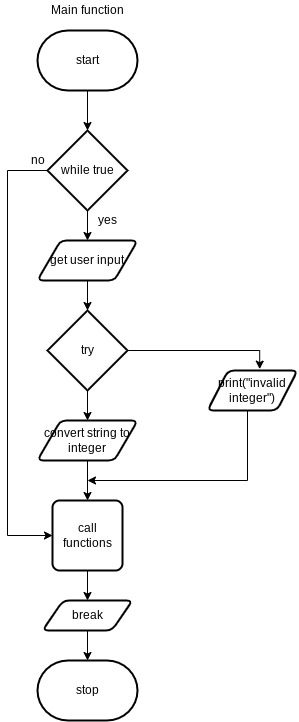 Main function
start
no
while true
yes
get user input
try
print("invalid
integer")
convert string to
integer
call
functions
break
stop